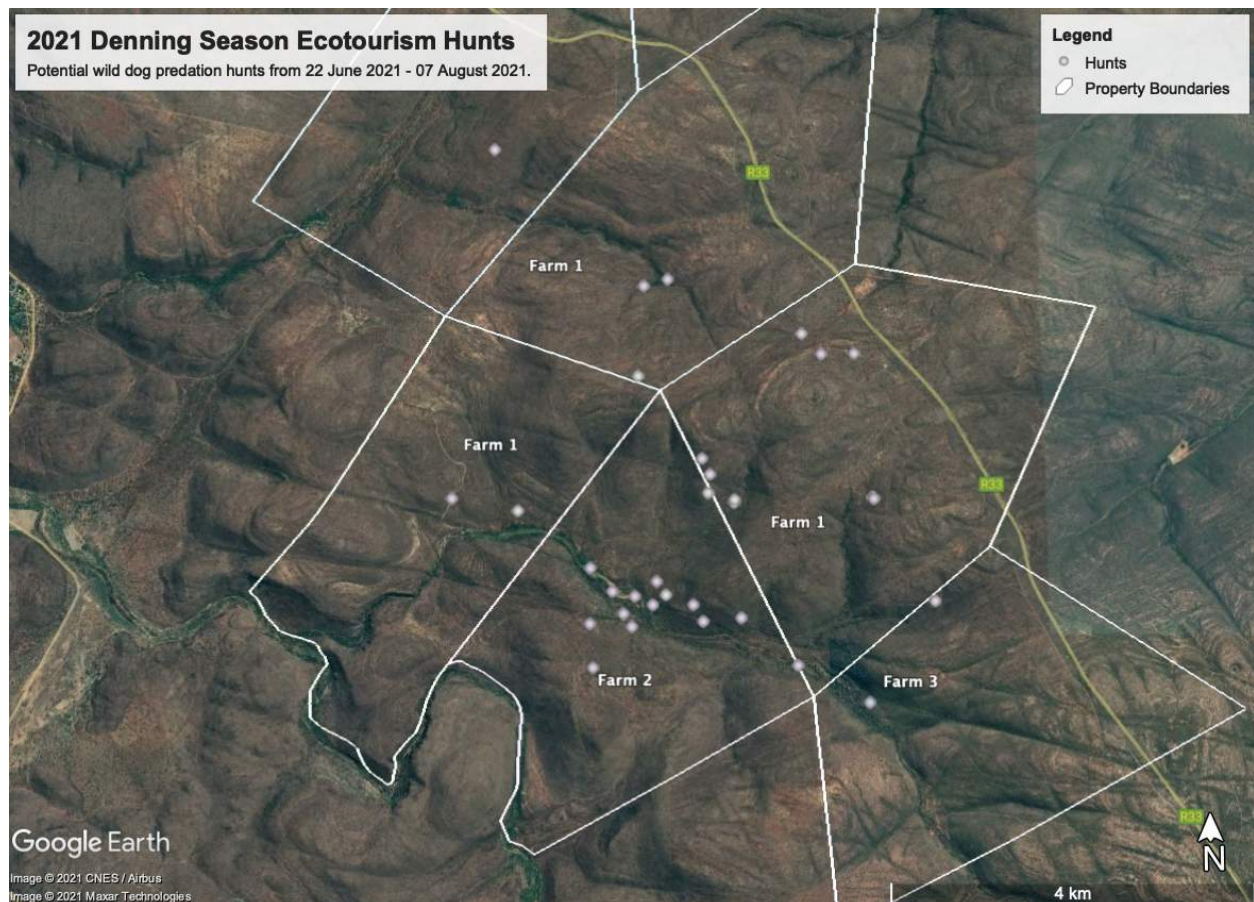 2021 Denning Season Ecotourism Hunts
Potential wild dog predation hunts from 22 June 2021 - 07 August 2021.
Legend
Hunts
Property Boundaries
R33
Farm 1
Farm 1
R33
Farm 1
Farm 2
Farm 3
R33
Google Earth
N
Image © 2021 CNES / Airbus
Image © 2021 Maxar Technologies
4 km